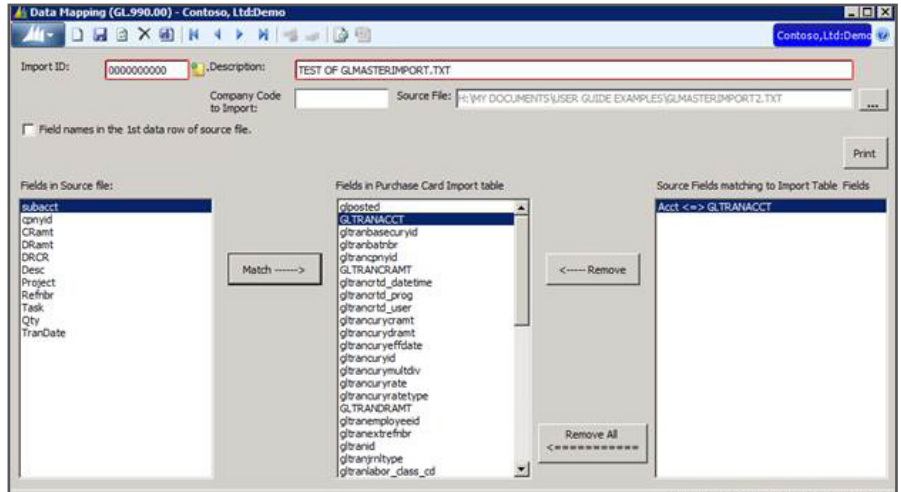 Data Mapping (GL.990.00) - Contoso, Ltd:Demo
Contoso,Ltd:Demo
Import ID: 0000000000 .Description: TEST OF GLMASTERIMPORT.TXT
Company Code to Import: Source File: H:\MY DOCUMENTS\USER GUIDE EXAMPLES\GLMASTERIMPORT2.TXT ...
Field names in the 1st data row of source file.
Print
Fields in Source file:
subacct
cpnyid
CRamt
DRamt
DRCR
Desc
Project
Refnbr
Task
Qty
TranDate
Match ------>
Fields in Purchase Card Import table
glposted
GLTRANACCT
gltranbasecuryid
gltranbatnbr
gltrancpnyid
GLTRANCRAMT
gltrancrtd_datetime
gltrancrtd_prog
gltrancrtd_user
gltrancurycramt
gltrancurydramt
gltrancuryeffdate
gltrancuryid
gltrancurymultdiv
gltrancuryrate
gltrancuryratetype
GLTRANDRAMT
gltranemployeeid
gltranextrefnbr
gltranid
gltranjrnltype
gltranlabor_class_cd
<----- Remove
Remove All
<===========
Source Fields matching to Import Table Fields
Acct <=> GLTRANACCT